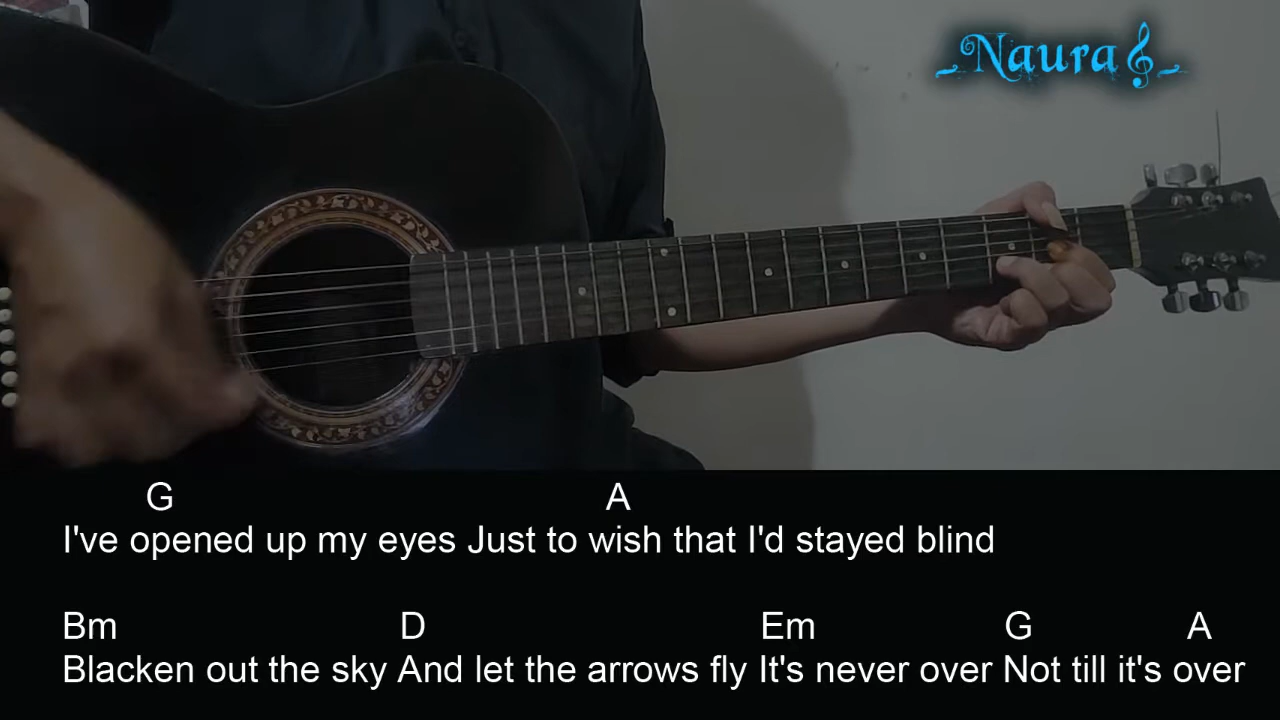 Naura
G A
I've opened up my eyes Just to wish that I'd stayed blind
Bm D Em G A
Blacken out the sky And let the arrows fly It's never over Not till it's over